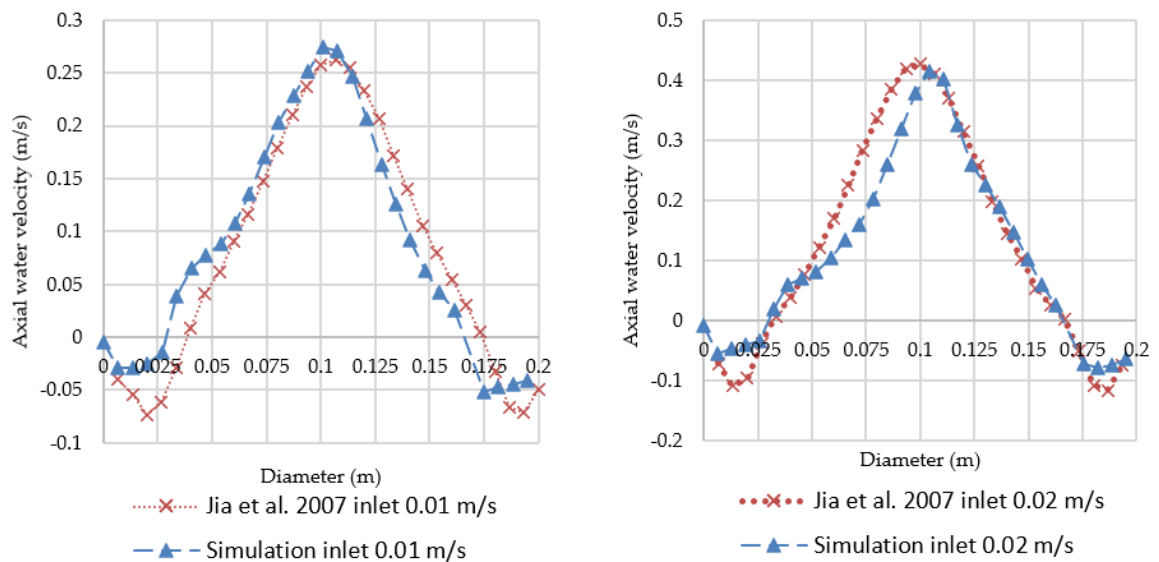 0.3
0.25
0.2
0.15
0.1
0.05
0
-0.05
-0.1
Axial water velocity (m/s)
0 0.025 0.05 0.075 0.1 0.125 0.15 0.175 0.2
Diameter (m)
Jia et al. 2007 inlet 0.01 m/s
Simulation inlet 0.01 m/s
0.5
0.4
0.3
0.2
0.1
0
-0.1
-0.2
Axial water velocity (m/s)
0 0.025 0.05 0.075 0.1 0.125 0.15 0.175 0.2
Diameter (m)
Jia et al. 2007 inlet 0.02 m/s
Simulation inlet 0.02 m/s